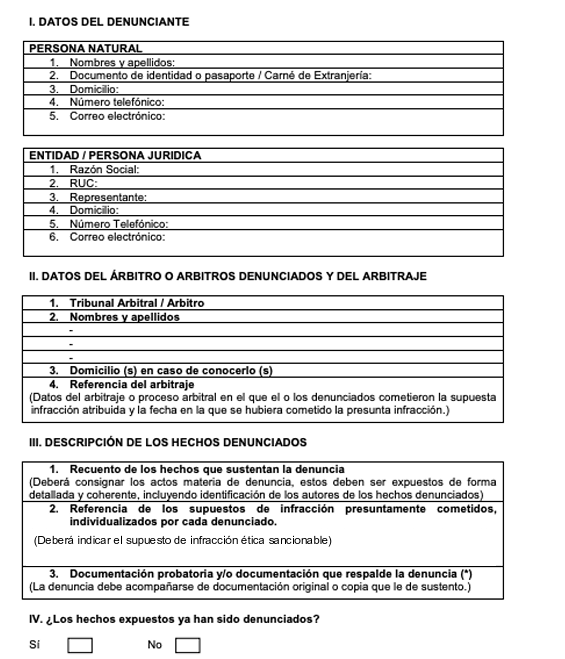 I. DATOS DEL DENUNCIANTE
PERSONA NATURAL
1. Nombres y apellidos:
2. Documento de identidad o pasaporte / Carné de Extranjería:
3. Domicilio:
4. Número telefónico:
5. Correo electrónico:
ENTIDAD / PERSONA JURIDICA
1. Razón Social:
2. RUC:
3. Representante:
4. Domicilio:
5. Número Telefónico:
6. Correo electrónico:
II. DATOS DEL ÁRBITRO O ARBITROS DENUNCIADOS Y DEL ARBITRAJE
1. Tribunal Arbitral / Arbitro
2. Nombres y apellidos
-
-
-
3. Domicilio (s) en caso de conocerlo (s)
4. Referencia del arbitraje
(Datos del arbitraje o proceso arbitral en el que el o los denunciados cometieron la supuesta
infracción atribuida y la fecha en la que se hubiera cometido la presunta infracción.)
III. DESCRIPCIÓN DE LOS HECHOS DENUNCIADOS
1. Recuento de los hechos que sustentan la denuncia
(Deberá consignar los actos materia de denuncia, estos deben ser expuestos de forma
detallada y coherente, incluyendo identificación de los autores de los hechos denunciados)
2. Referencia de los supuestos de infracción presuntamente cometidos,
individualizados por cada denunciado.
(Deberá indicar el supuesto de infracción ética sancionable)
3. Documentación probatoria y/o documentación que respalde la denuncia (*)
(La denuncia debe acompañarse de documentación original o copia que le de sustento.)
IV. ¿Los hechos expuestos ya han sido denunciados?
Sí No